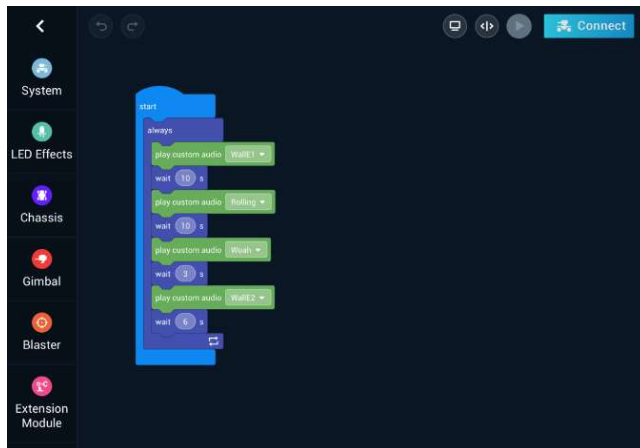 Connect
System
LED Effects
Chassis
Gimbal
Blaster
Extension
Module
start
always
play custom audio WallE1
wait 10 s
play custom audio Rolling
wait 10 s
play custom audio Woah
wait 3 s
play custom audio WallE2
wait 6 s